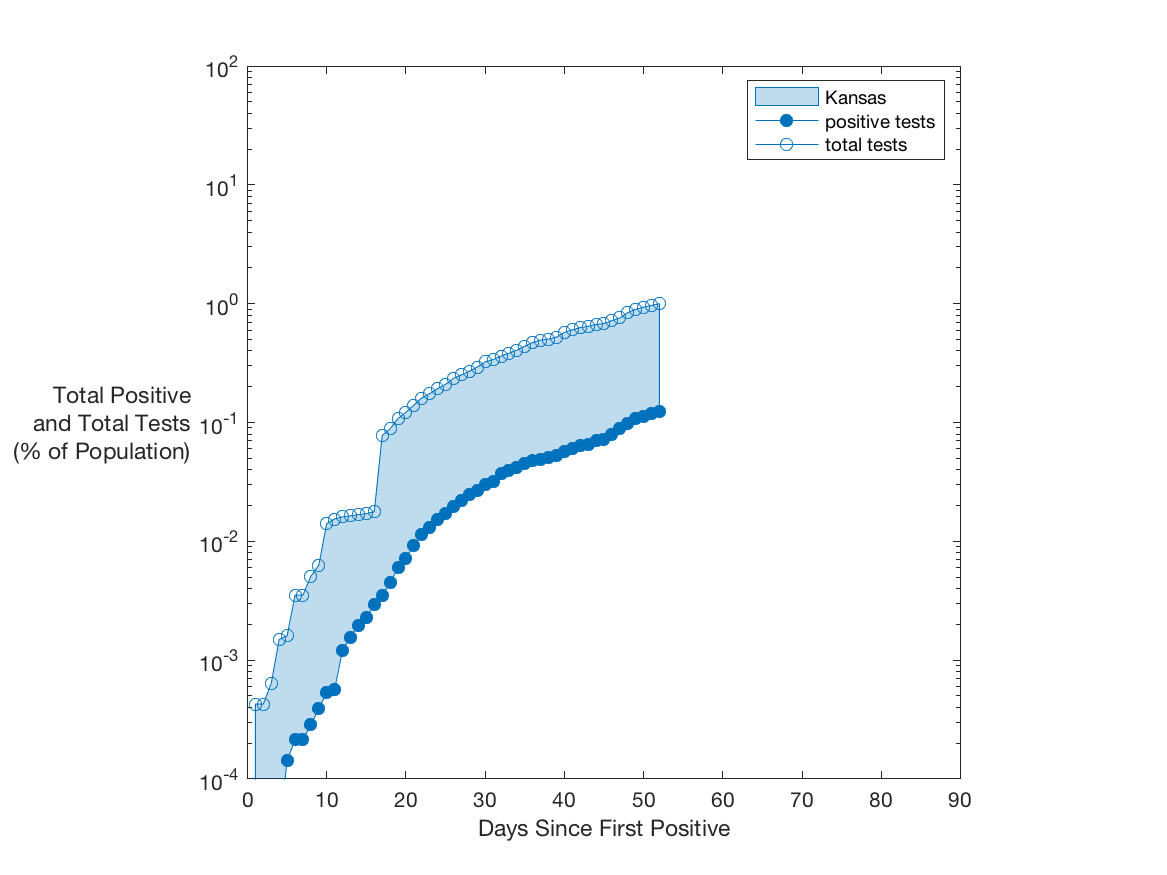 10^2
10^1
10^0
10^-1
10^-2
10^-3
10^-4
Total Positive
and Total Tests
(% of Population)
Kansas
positive tests
total tests
0 10 20 30 40 50 60 70 80 90
Days Since First Positive